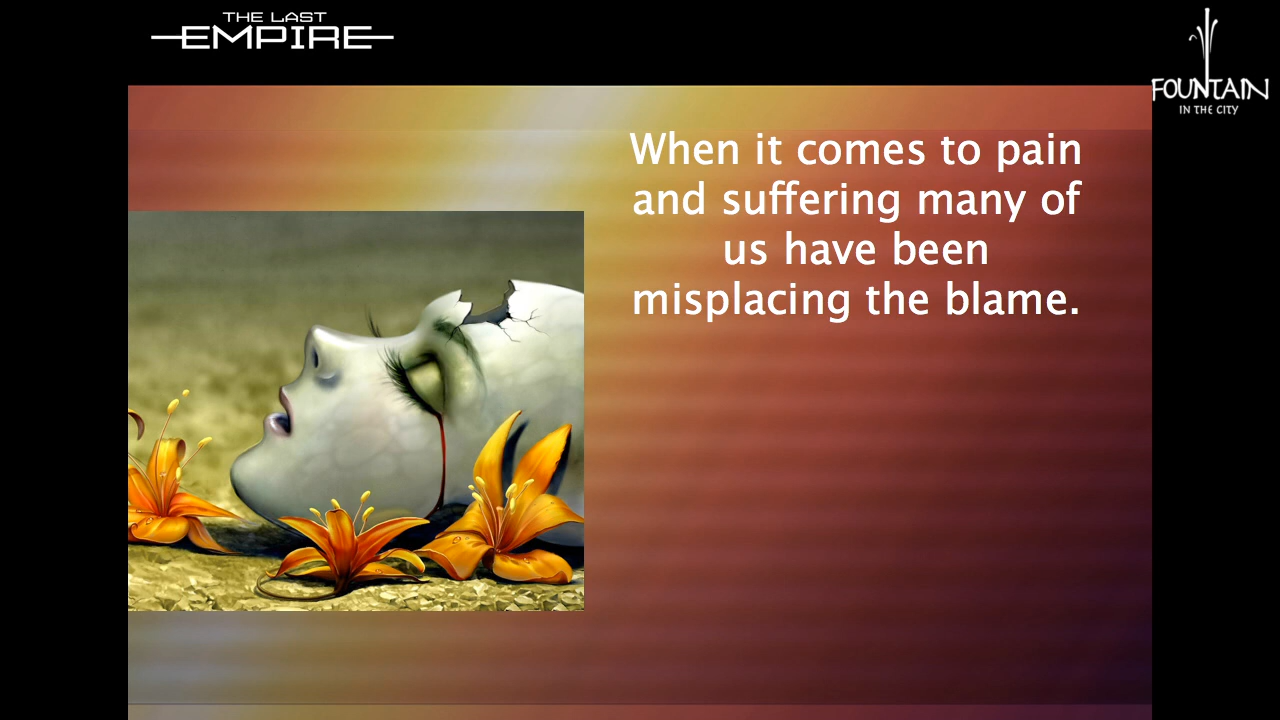 THE LAST
EMPIRE
FOUNTAIN
IN THE CITY
When it comes to pain
and suffering many of
us have been
misplacing the blame.